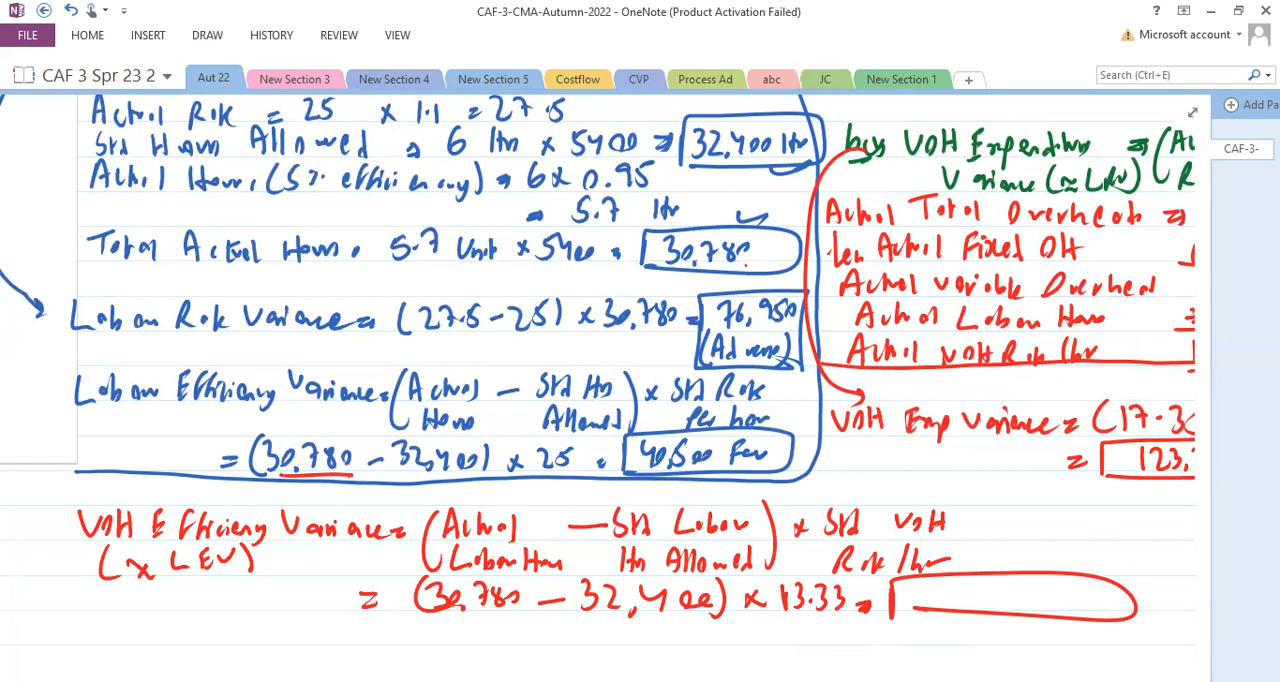 CAF-3-CMA-Autumn-2022 - OneNote (Product Activation Failed)
FILE HOME INSERT DRAW HISTORY REVIEW VIEW
Microsoft account
CAF 3 Spr 23 2 Aut 22 New Section 3 New Section 4 New Section 5 Costflow CVP Process Ad abc JC New Section 1
Search (Ctrl+E)
Add Pa
CAF-3-
Actual Rate = 25 × 1.1 = 27.5
Std Hours Allowed = 6 Hrs × 5400 ⇒ 32,400 Hrs
Actual Hours (5% efficiency) = 6 × 0.95
= 5.7 Hr
Total Actual Hours = 5.7 Unit × 5400 = 30,780
Labour Rate Variance = (27.5 - 25) × 30,780 = 76,950
(Adverse)
Labour Efficiency Variance = (Actual Hours - Std Hrs Allowed) × Std Rate per hour
= (30,780 - 32,400) × 25 = 40,500 Fav
VOH Expenditure ⇒ (Ac
Variance (≈ LRV) R
Actual Total Overheads ⇒
Less Actual Fixed OH
Actual Variable Overhead
Actual Labour Hours
Actual VOH Rate/hr
VOH Exp Variance = (17.3
= 123,
VOH Efficiency Variance = (Actual Labour Hours - Std Labour Hr Allowed) × Std VOH Rate/hr
(≈ LEV)
= (30,780 - 32,400) × 13.33 =